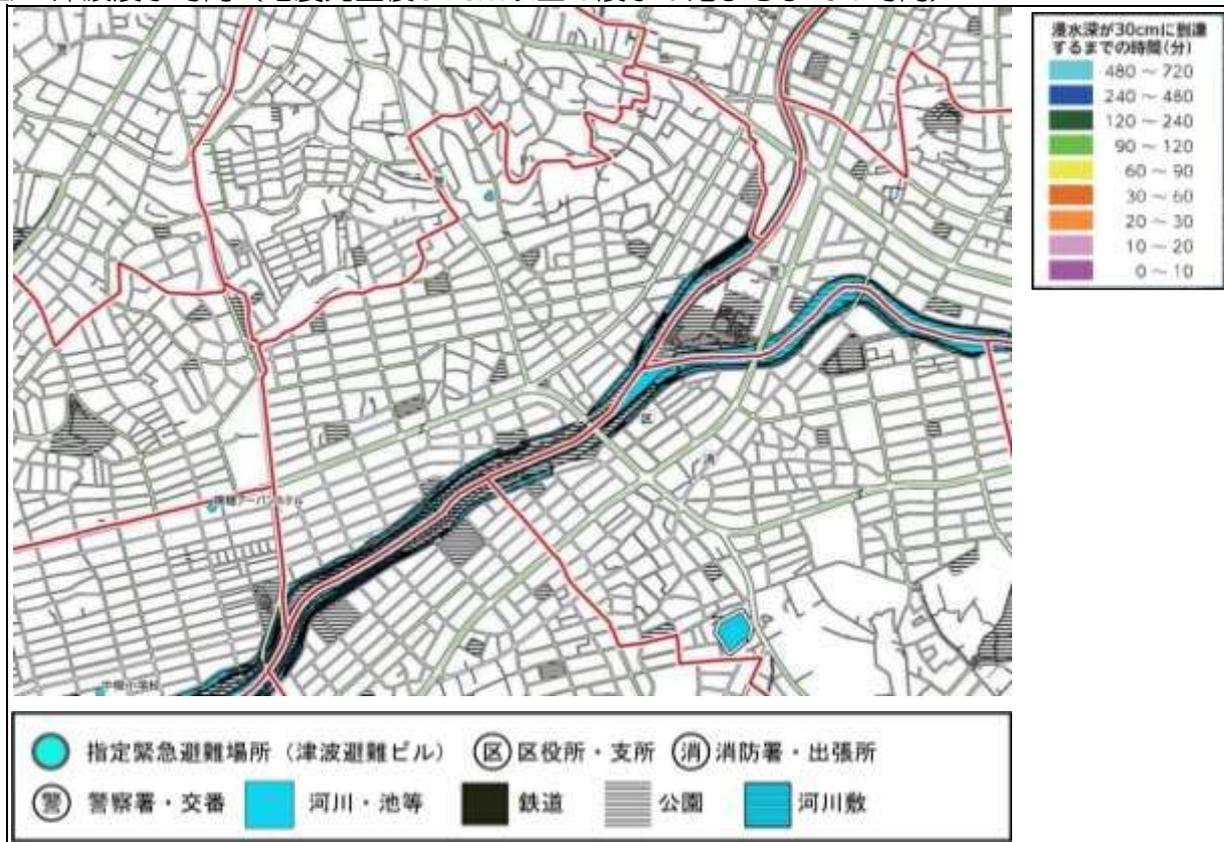 浸水深が30cmに到達
するまでの時間(分)
480～720
240～480
120～240
90～120
60～90
30～60
20～30
10～20
0～10
区
消
指定緊急避難場所（津波避難ビル）
区 区役所・支所
消 消防署・出張所
警 警察署・交番
河川・池等
鉄道
公園
河川敷